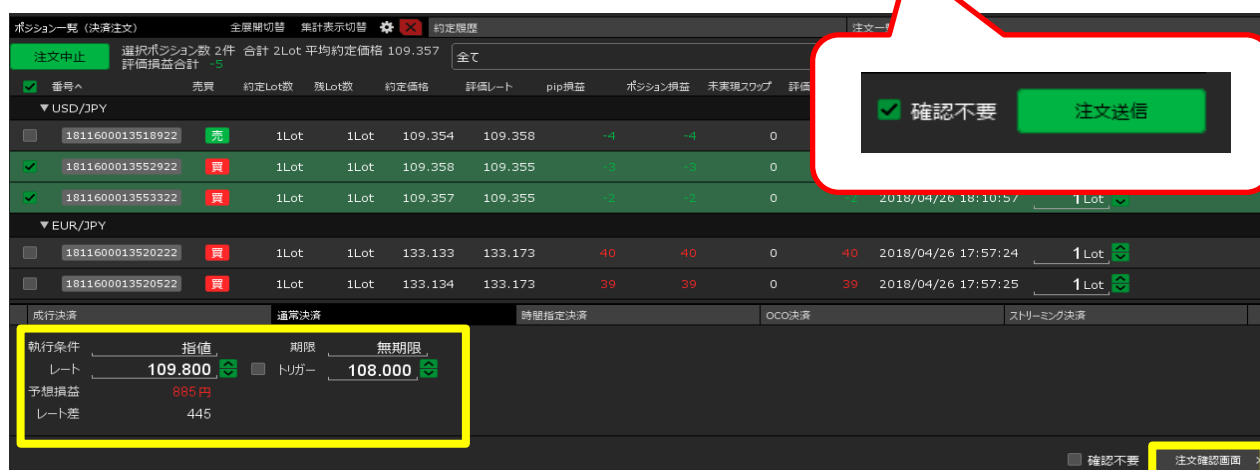 ポジション一覧（決済注文） 全展開切替 集計表示切替 約定履歴 注文一
注文中止 選択ポジション数 2件 合計 2Lot 平均約定価格 109.357 全て
評価損益合計 -5
番号へ 売買 約定Lot数 残Lot数 約定価格 評価レート pip損益 ポジション損益 未実現スワップ 評価
確認不要 注文送信
▼USD/JPY
1811600013518922 売 1Lot 1Lot 109.354 109.358 -4 -4 0
1811600013552922 買 1Lot 1Lot 109.358 109.355 -3 -3 0
1811600013553322 買 1Lot 1Lot 109.357 109.355 -2 -2 0 -2 2018/04/26 18:10:57 1 Lot
▼EUR/JPY
1811600013520222 買 1Lot 1Lot 133.133 133.173 40 40 0 40 2018/04/26 17:57:24 1 Lot
1811600013520522 買 1Lot 1Lot 133.134 133.173 39 39 0 39 2018/04/26 17:57:25 1 Lot
成行決済 通常決済 時間指定決済 OCO決済 ストリーミング決済
執行条件 指値 期限 無期限
レート 109.800 トリガー 108.000
予想損益 885円
レート差 445
確認不要 注文確認画面